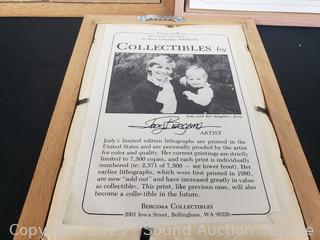 COLLECTIBLES by
Jody with her daughter, Jessi
Jody Bergsma
ARTIST
Jody's limited edition lithographs are printed in the
United States and are personally proofed by the artist
for color and quality. Her current printings are strictly
limited to 7,500 copies, and each print is individually
numbered (ie: 2,571 of 7,500 — see lower front). Her
earlier lithographs, which were first printed in 1980,
are now "sold out" and have increased greatly in value
as collectibles. This print, like previous ones, will also
become a collectible in the future.
BERGSMA COLLECTIBLES
2001 Iowa Street, Bellingham, WA 98226
Copyright 2023 - Sound Auction Service